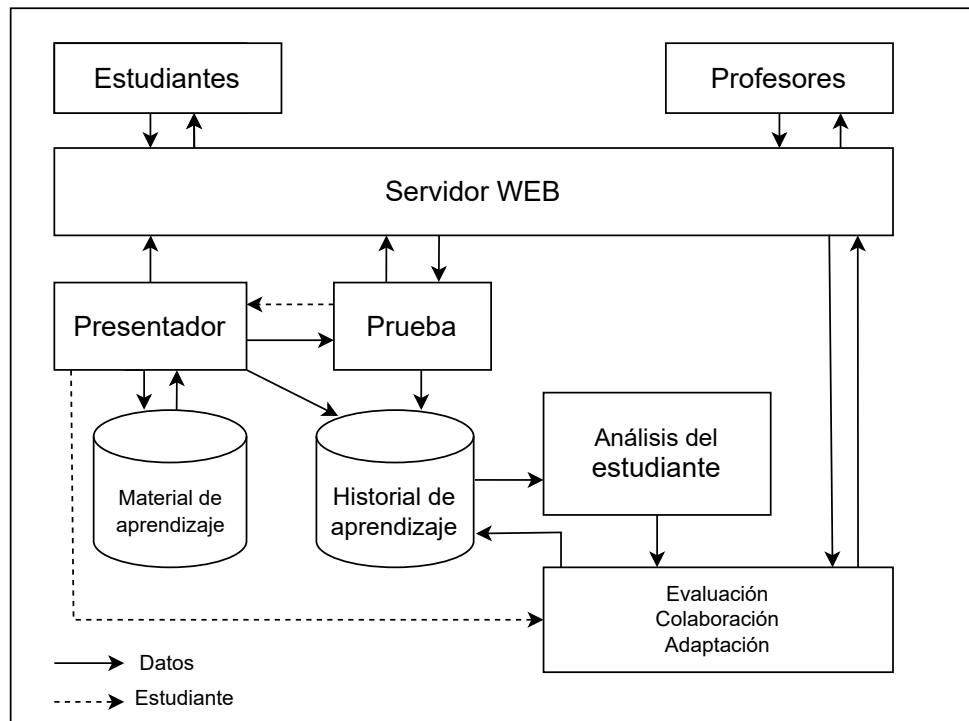 Estudiantes
Profesores
Servidor WEB
Presentador
Prueba
Material de
aprendizaje
Historial de
aprendizaje
Análisis del
estudiante
Evaluación
Colaboración
Adaptación
Datos
Estudiante